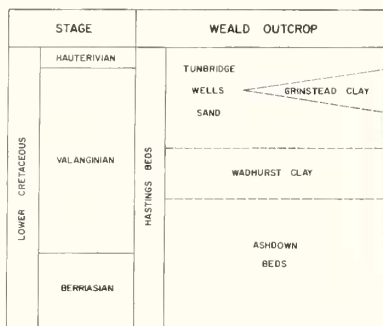 STAGE
WEALD OUTCROP
LOWER CRETACEOUS
HAUTERIVIAN
VALANGINIAN
BERRIASIAN
HASTINGS BEDS
TUNBRIDGE
WELLS
SAND
GRINSTEAD CLAY
WADHURST CLAY
ASHDOWN
BEDS